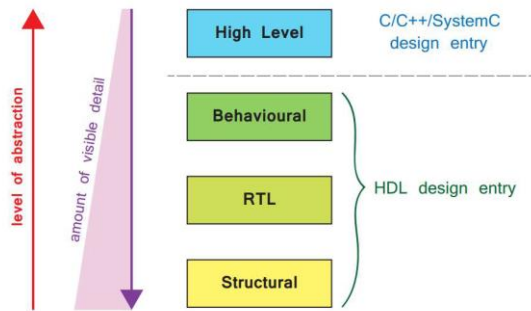 level of abstraction
amount of visible detail
High Level
C/C++/SystemC
design entry
Behavioural
RTL
HDL design entry
Structural